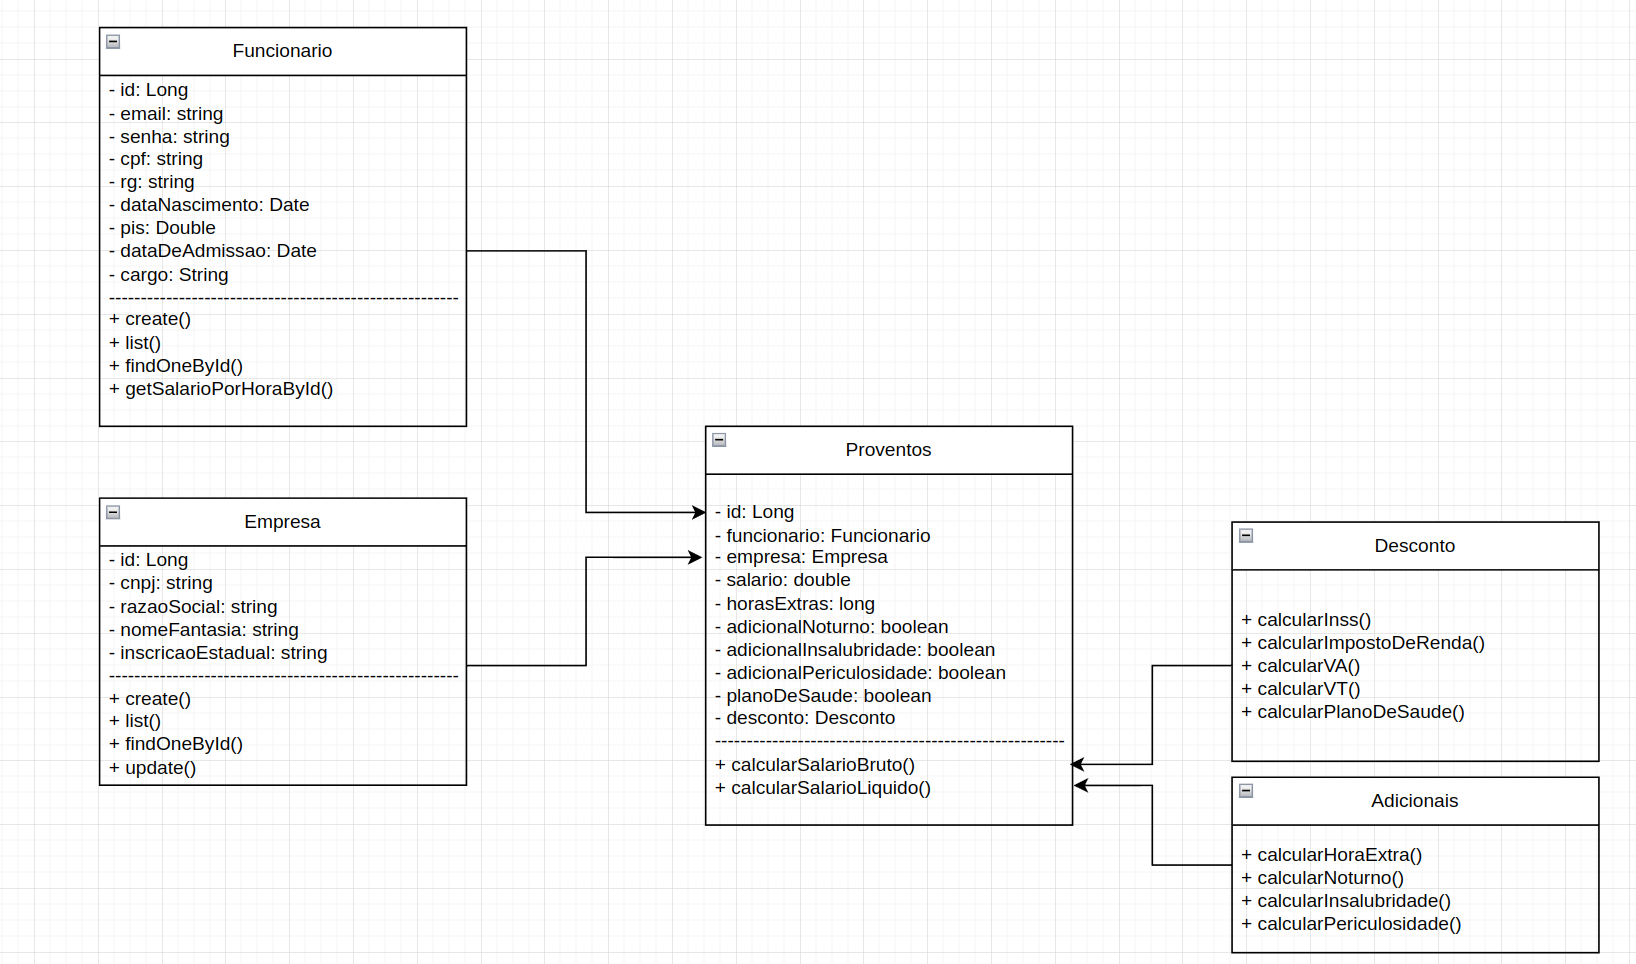 Funcionario
- id: Long
- email: string
- senha: string
- cpf: string
- rg: string
- dataNascimento: Date
- pis: Double
- dataDeAdmissao: Date
- cargo: String
-------------------------------------------------------
+ create()
+ list()
+ findOneById()
+ getSalarioPorHoraById()
Empresa
- id: Long
- cnpj: string
- razaoSocial: string
- nomeFantasia: string
- inscricaoEstadual: string
-------------------------------------------------------
+ create()
+ list()
+ findOneById()
+ update()
Proventos
- id: Long
- funcionario: Funcionario
- empresa: Empresa
- salario: double
- horasExtras: long
- adicionalNoturno: boolean
- adicionalInsalubridade: boolean
- adicionalPericulosidade: boolean
- planoDeSaude: boolean
- desconto: Desconto
-------------------------------------------------------
+ calcularSalarioBruto()
+ calcularSalarioLiquido()
Desconto
+ calcularInss()
+ calcularImpostoDeRenda()
+ calcularVA()
+ calcularVT()
+ calcularPlanoDeSaude()
Adicionais
+ calcularHoraExtra()
+ calcularNoturno()
+ calcularInsalubridade()
+ calcularPericulosidade()